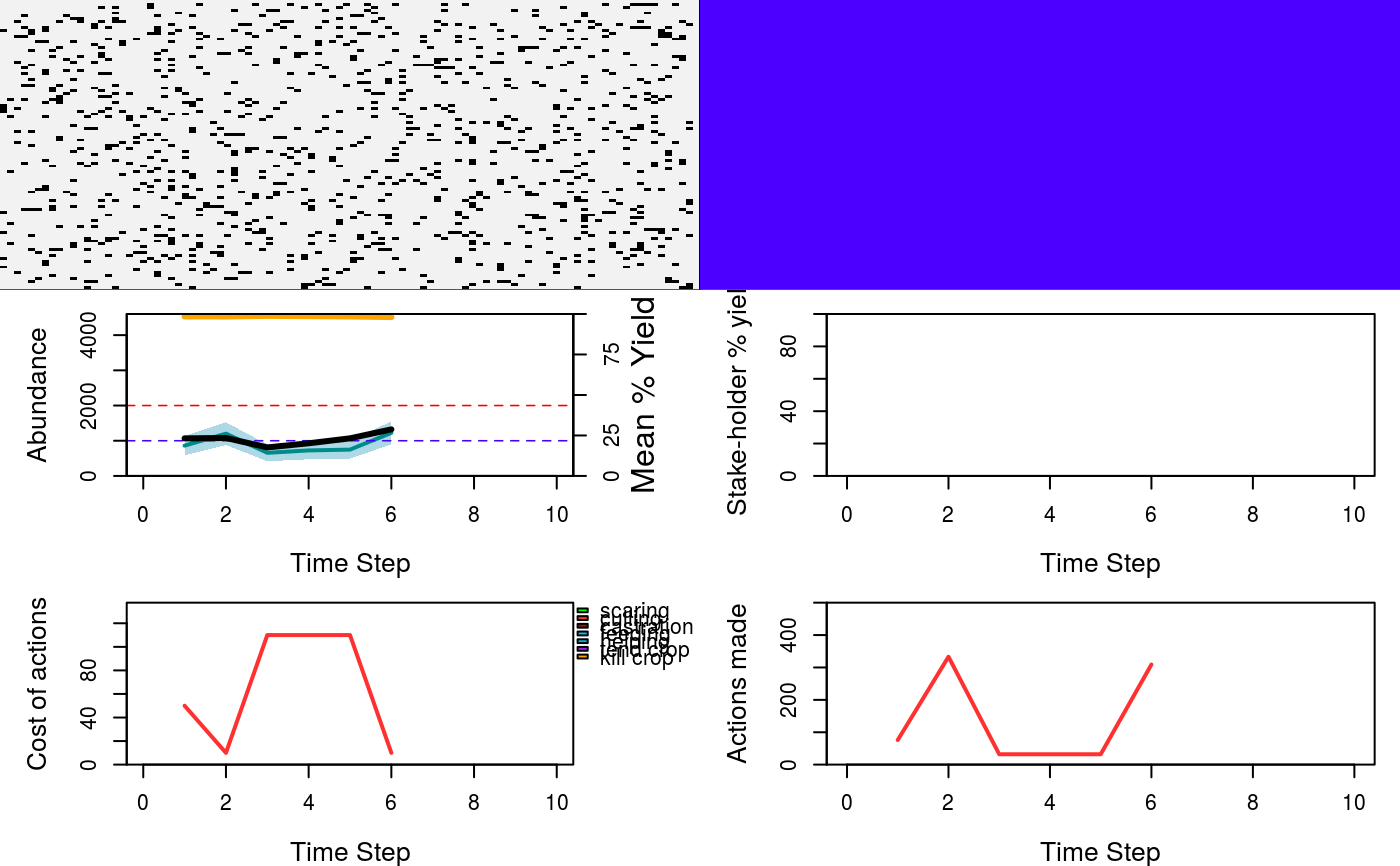 Abundance
0 2000 4000
0 25 75
Mean % Yield
0 2 4 6 8 10
Time Step
Stake-holder % yiel
0 40 80
0 2 4 6 8 10
Time Step
Cost of actions
0 40 80
0 2 4 6 8 10
Time Step
scaring
culling
castration
feeding
helping
tend crop
kill crop
Actions made
0 200 400
0 2 4 6 8 10
Time Step